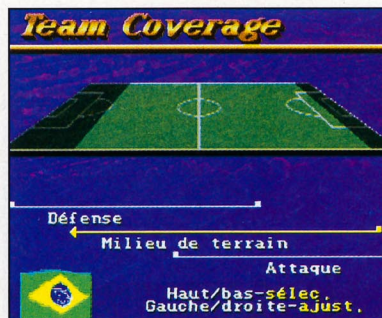 Team Coverage
Défense
Milieu de terrain
Attaque
Haut/bas-sélec.
Gauche/droite-ajust.